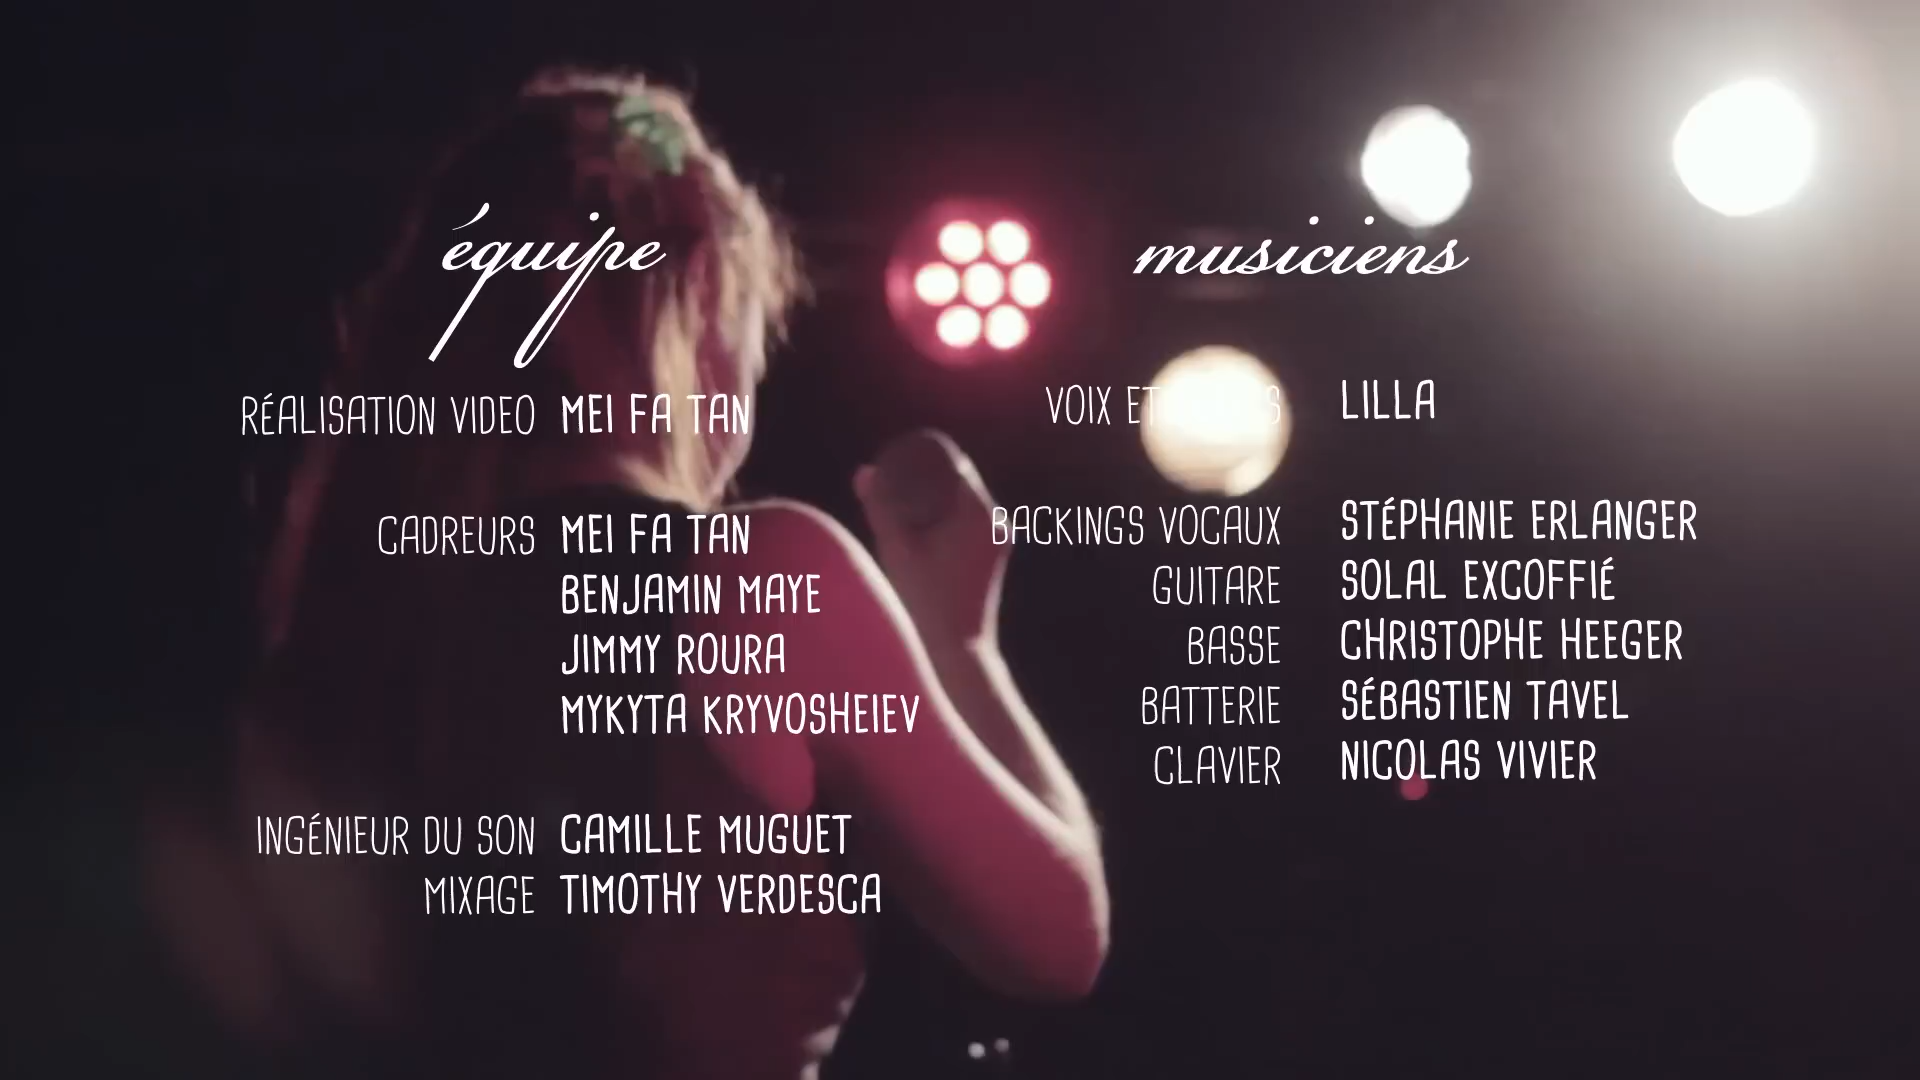 équipe
RÉALISATION VIDEO MEI FA TAN
CADREURS MEI FA TAN
BENJAMIN MAYE
JIMMY ROURA
MYKYTA KRYVOSHEIEV
INGÉNIEUR DU SON CAMILLE MUGUET
MIXAGE TIMOTHY VERDESCA
musiciens
VOIX ET LILLA
BACKINGS VOCAUX STÉPHANIE ERLANGER
GUITARE SOLAL EXCOFFIÉ
BASSE CHRISTOPHE HEEGER
BATTERIE SÉBASTIEN TAVEL
CLAVIER NICOLAS VIVIER